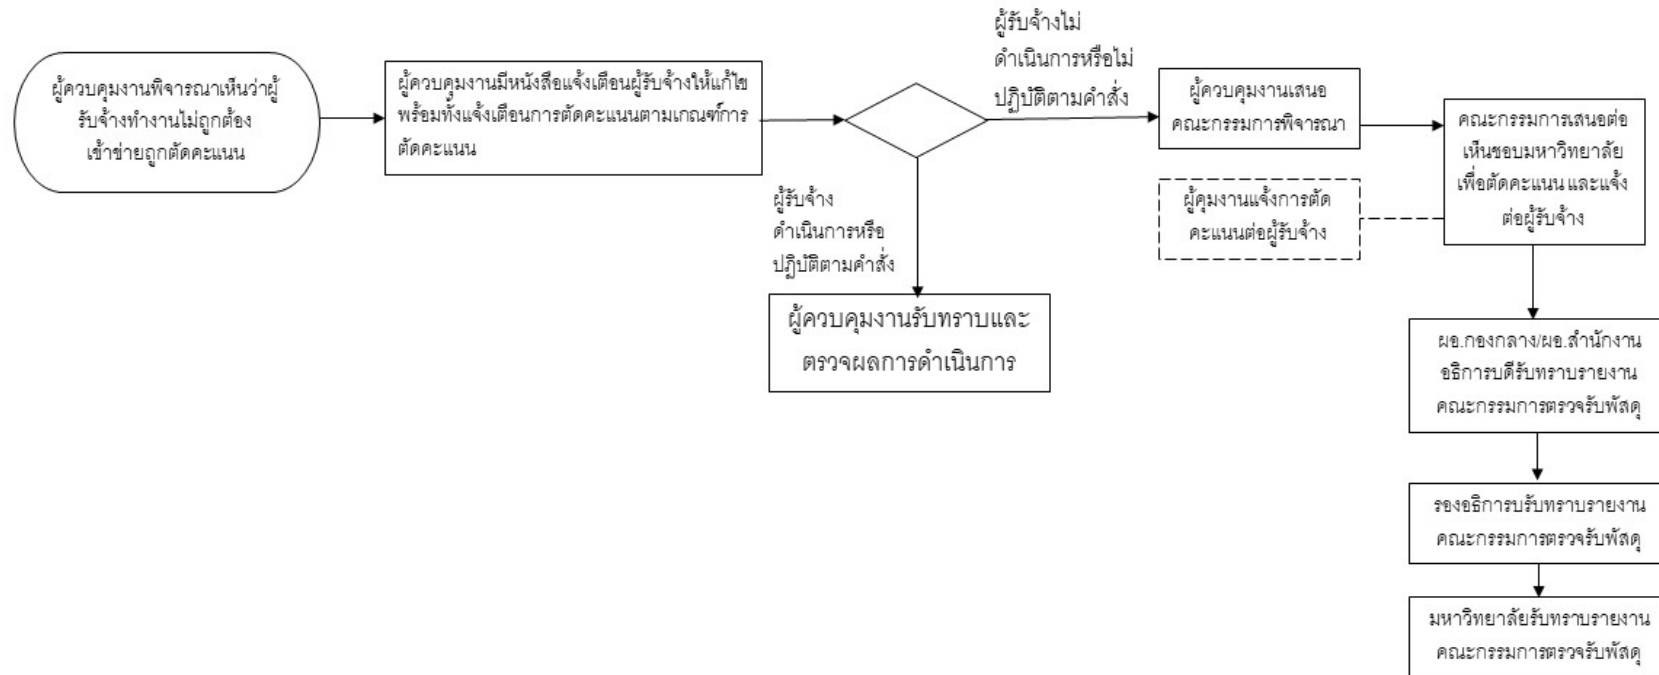 ผู้ควบคุมงานพิจารณาเห็นว่าผู้
รับจ้างทำงานไม่ถูกต้อง
เข้าข่ายถูกตัดคะแนน
ผู้ควบคุมงานมีหนังสือแจ้งเตือนผู้รับจ้างให้แก้ไข
พร้อมทั้งแจ้งเตือนการตัดคะแนนตามเกณฑ์การ
ตัดคะแนน
ผู้รับจ้างไม่
ดำเนินการหรือไม่
ปฏิบัติตามคำสั่ง
ผู้รับจ้าง
ดำเนินการหรือ
ปฏิบัติตามคำสั่ง
ผู้ควบคุมงานรับทราบและ
ตรวจผลการดำเนินการ
ผู้ควบคุมงานเสนอ
คณะกรรมการพิจารณา
ผู้คุมงานแจ้งการตัด
คะแนนต่อผู้รับจ้าง
คณะกรรมการเสนอต่อ
เห็นชอบมหาวิทยาลัย
เพื่อตัดคะแนน และแจ้ง
ต่อผู้รับจ้าง
ผอ.กองกลาง/ผอ.สำนักงาน
อธิการบดีรับทราบรายงาน
คณะกรรมการตรวจรับพัสดุ
รองอธิการบรับทราบรายงาน
คณะกรรมการตรวจรับพัสดุ
มหาวิทยาลัยรับทราบรายงาน
คณะกรรมการตรวจรับพัสดุ